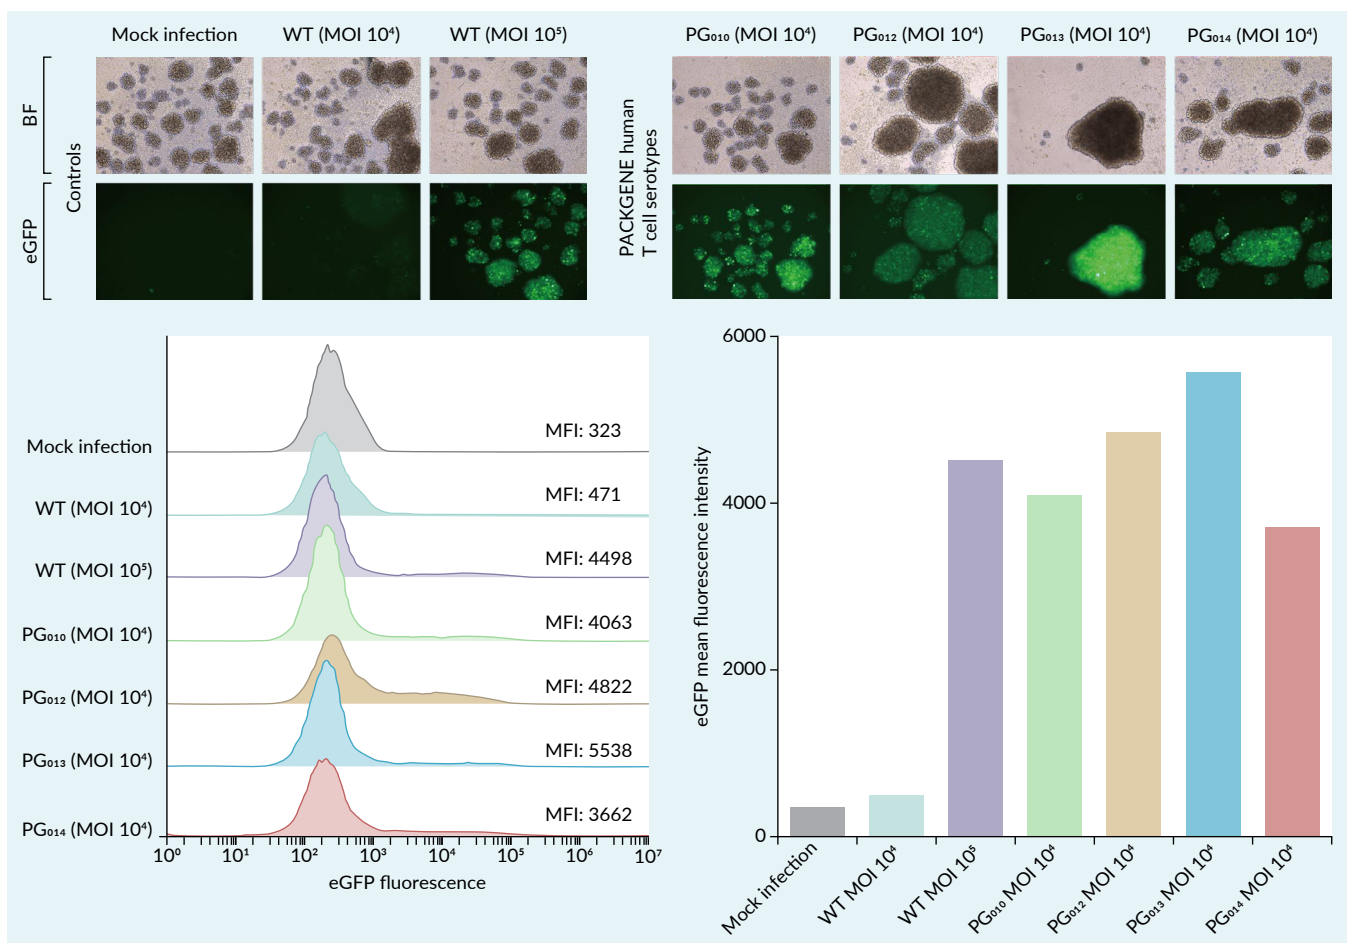 Mock infection
WT (MOI 10⁴)
WT (MOI 10⁵)
PG₀₁₀ (MOI 10⁴)
PG₀₁₂ (MOI 10⁴)
PG₀₁₃ (MOI 10⁴)
PG₀₁₄ (MOI 10⁴)
BF
eGFP
Controls
PACKGENE human
T cell serotypes
Mock infection
WT (MOI 10⁴)
WT (MOI 10⁵)
PG₀₁₀ (MOI 10⁴)
PG₀₁₂ (MOI 10⁴)
PG₀₁₃ (MOI 10⁴)
PG₀₁₄ (MOI 10⁴)
MFI: 323
MFI: 471
MFI: 4498
MFI: 4063
MFI: 4822
MFI: 5538
MFI: 3662
10⁰ 10¹ 10² 10³ 10⁴ 10⁵ 10⁶ 10⁷
eGFP fluorescence
eGFP mean fluorescence intensity
6000
4000
2000
0
Mock infection
WT MOI 10⁴
WT MOI 10⁵
PG₀₁₀ MOI 10⁴
PG₀₁₂ MOI 10⁴
PG₀₁₃ MOI 10⁴
PG₀₁₄ MOI 10⁴